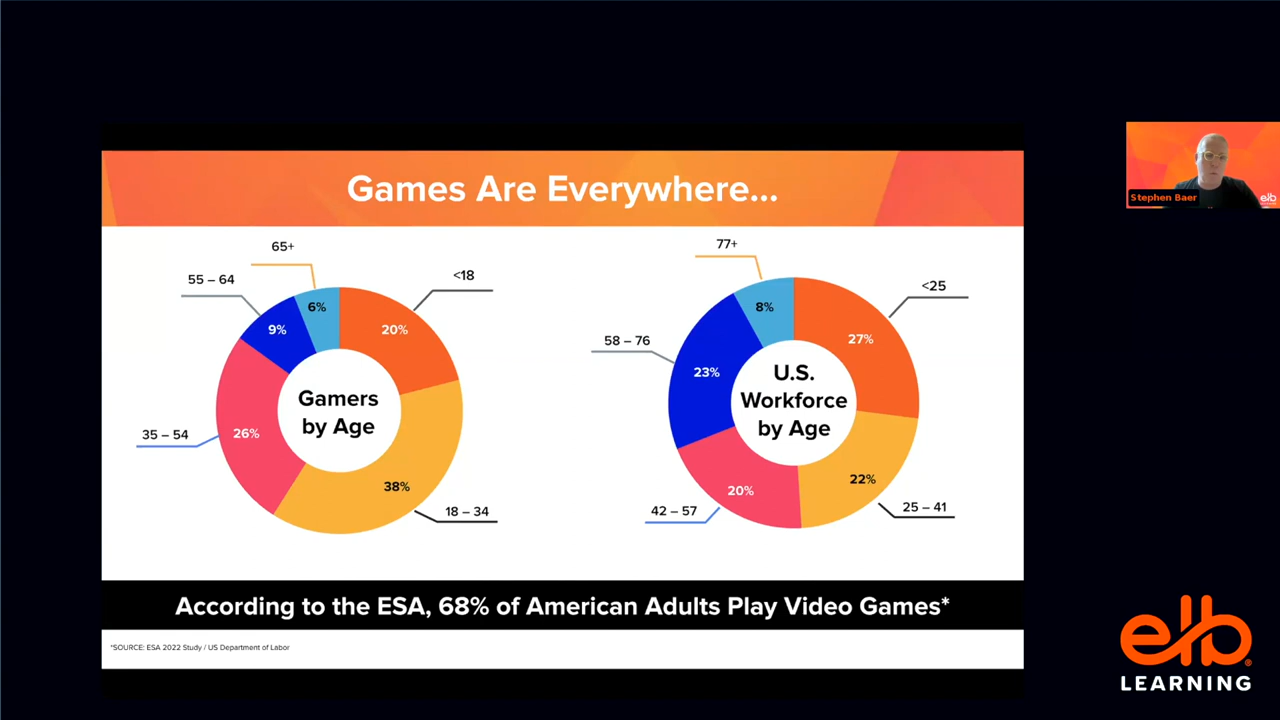 Games Are Everywhere...
65+
55 – 64
<18
6%
9%
20%
Gamers
by Age
35 – 54
26%
38%
18 – 34
77+
<25
8%
58 – 76
27%
23%
U.S.
Workforce
by Age
22%
20%
42 – 57
25 – 41
According to the ESA, 68% of American Adults Play Video Games*
*SOURCE: ESA 2022 Study / US Department of Labor
Stephen Baer
elb
elb
LEARNING